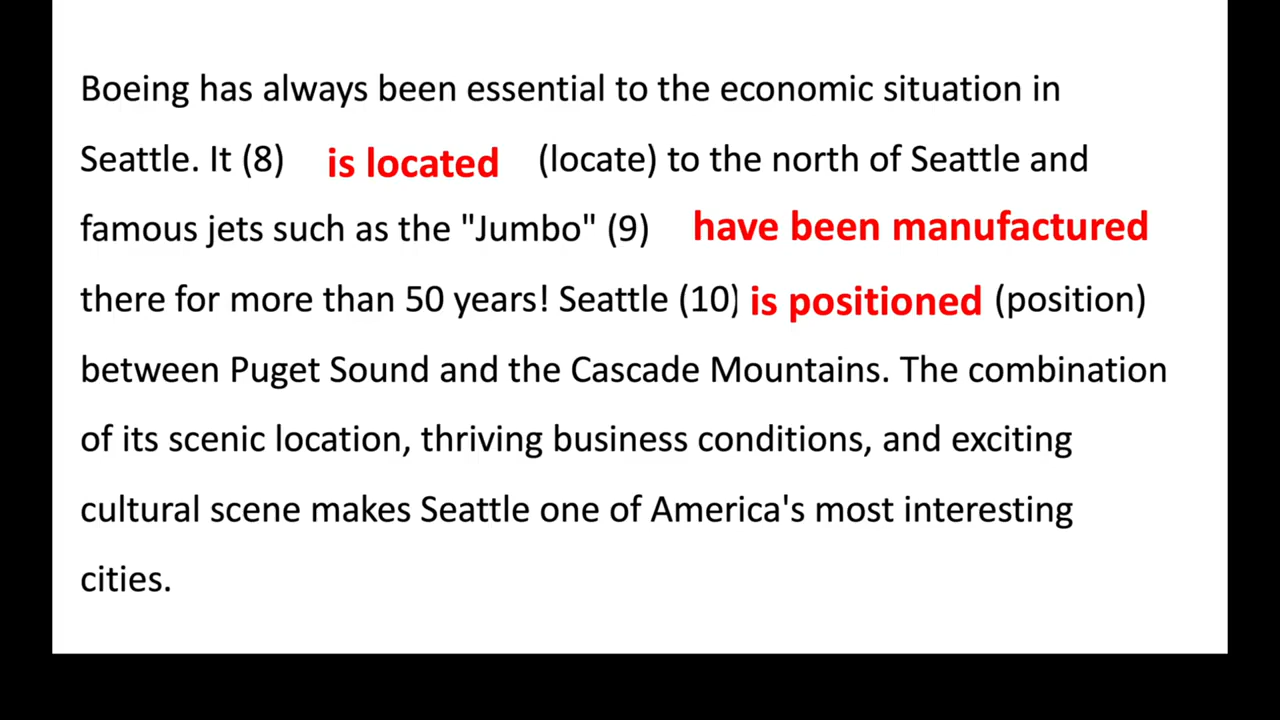 Boeing has always been essential to the economic situation in
Seattle. It (8) is located (locate) to the north of Seattle and
famous jets such as the "Jumbo" (9) have been manufactured
there for more than 50 years! Seattle (10) is positioned (position)
between Puget Sound and the Cascade Mountains. The combination
of its scenic location, thriving business conditions, and exciting
cultural scene makes Seattle one of America's most interesting
cities.